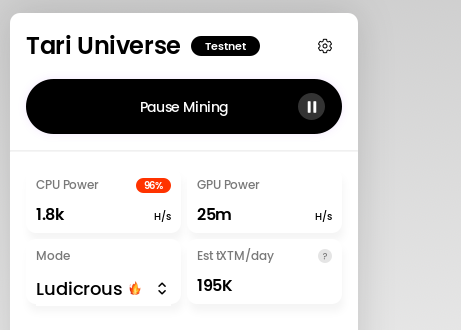 Tari Universe Testnet
Pause Mining
CPU Power 96% GPU Power
1.8k H/s 25m H/s
Mode Est tXTM/day ?
Ludicrous 🔥 195K